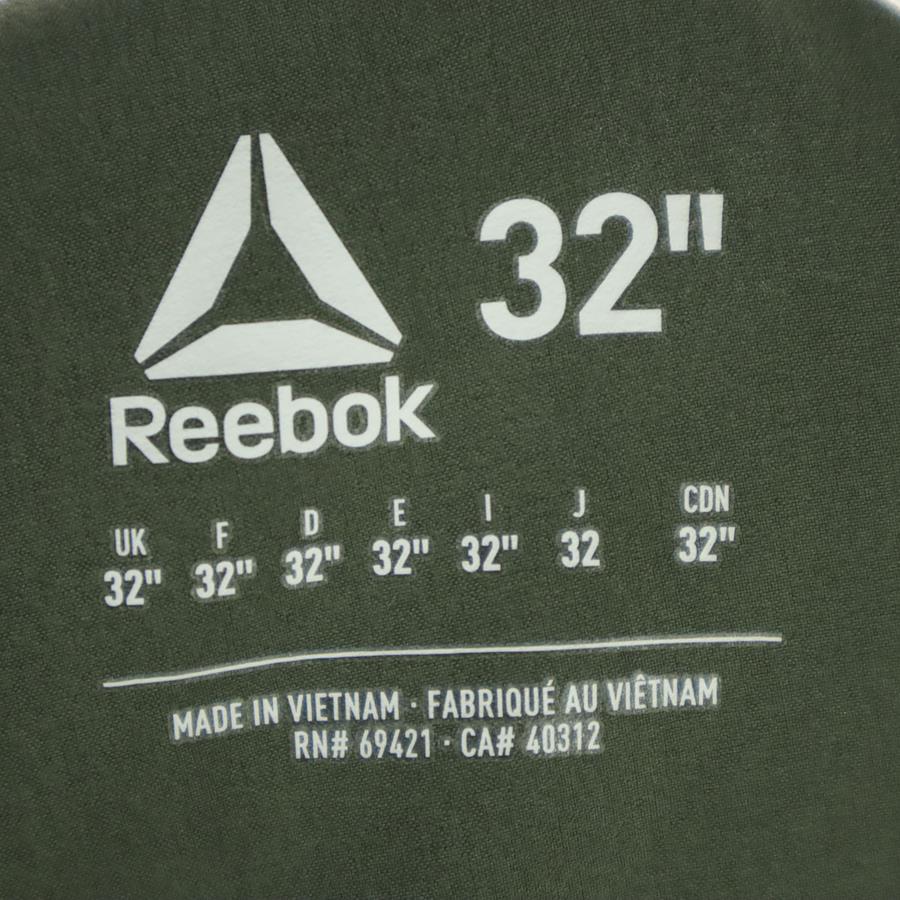 32"
Reebok
UK F D E I J CDN
32" 32" 32" 32" 32" 32 32"
MADE IN VIETNAM · FABRIQUÉ AU VIÊTNAM
RN# 69421 · CA# 40312